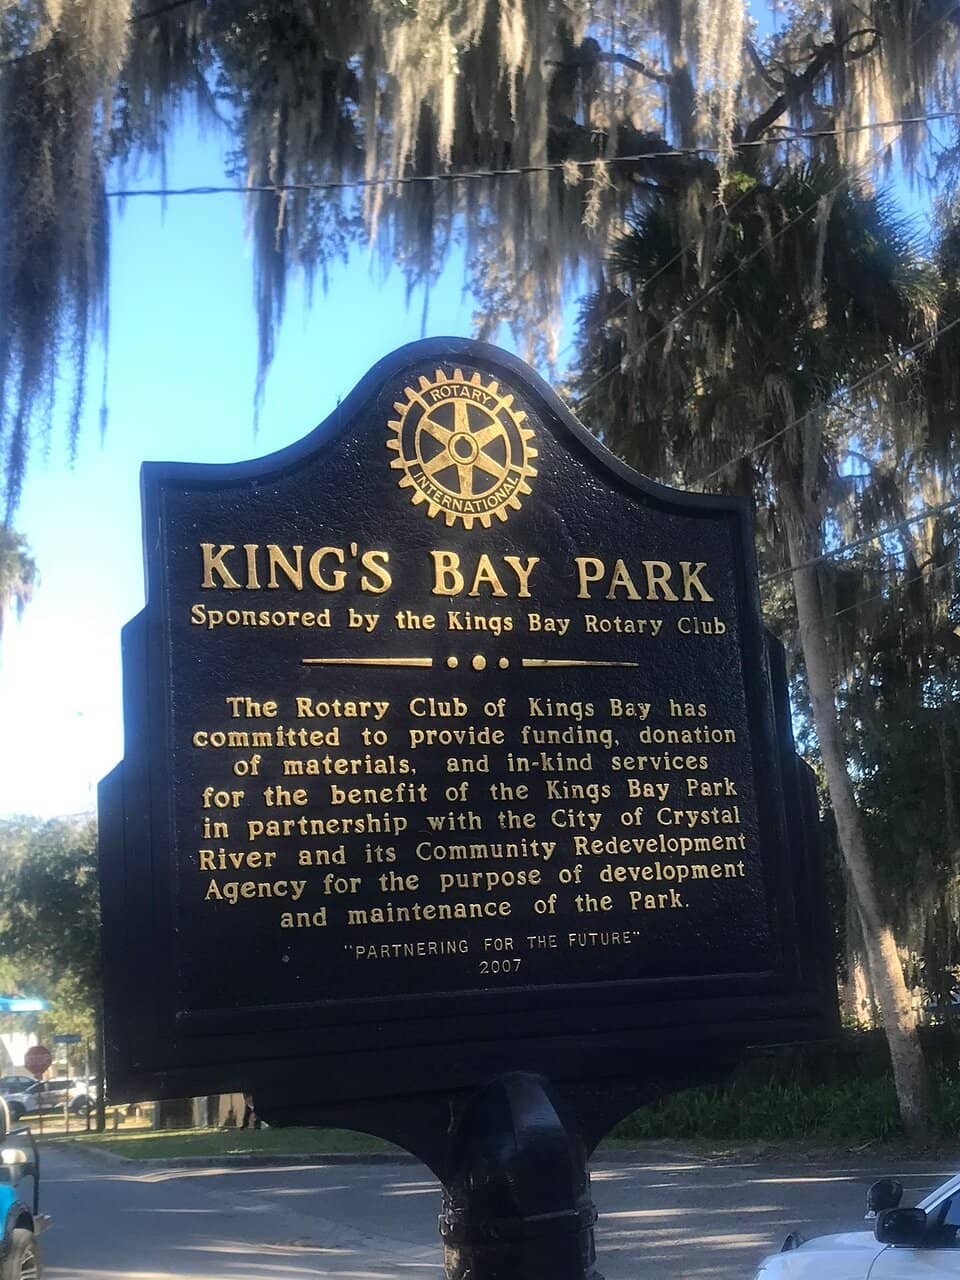 ROTARY
INTERNATIONAL
KING'S BAY PARK
Sponsored by the Kings Bay Rotary Club
The Rotary Club of Kings Bay has
committed to provide funding, donation
of materials, and in-kind services
for the benefit of the Kings Bay Park
in partnership with the City of Crystal
River and its Community Redevelopment
Agency for the purpose of development
and maintenance of the Park.
"PARTNERING FOR THE FUTURE"
2007